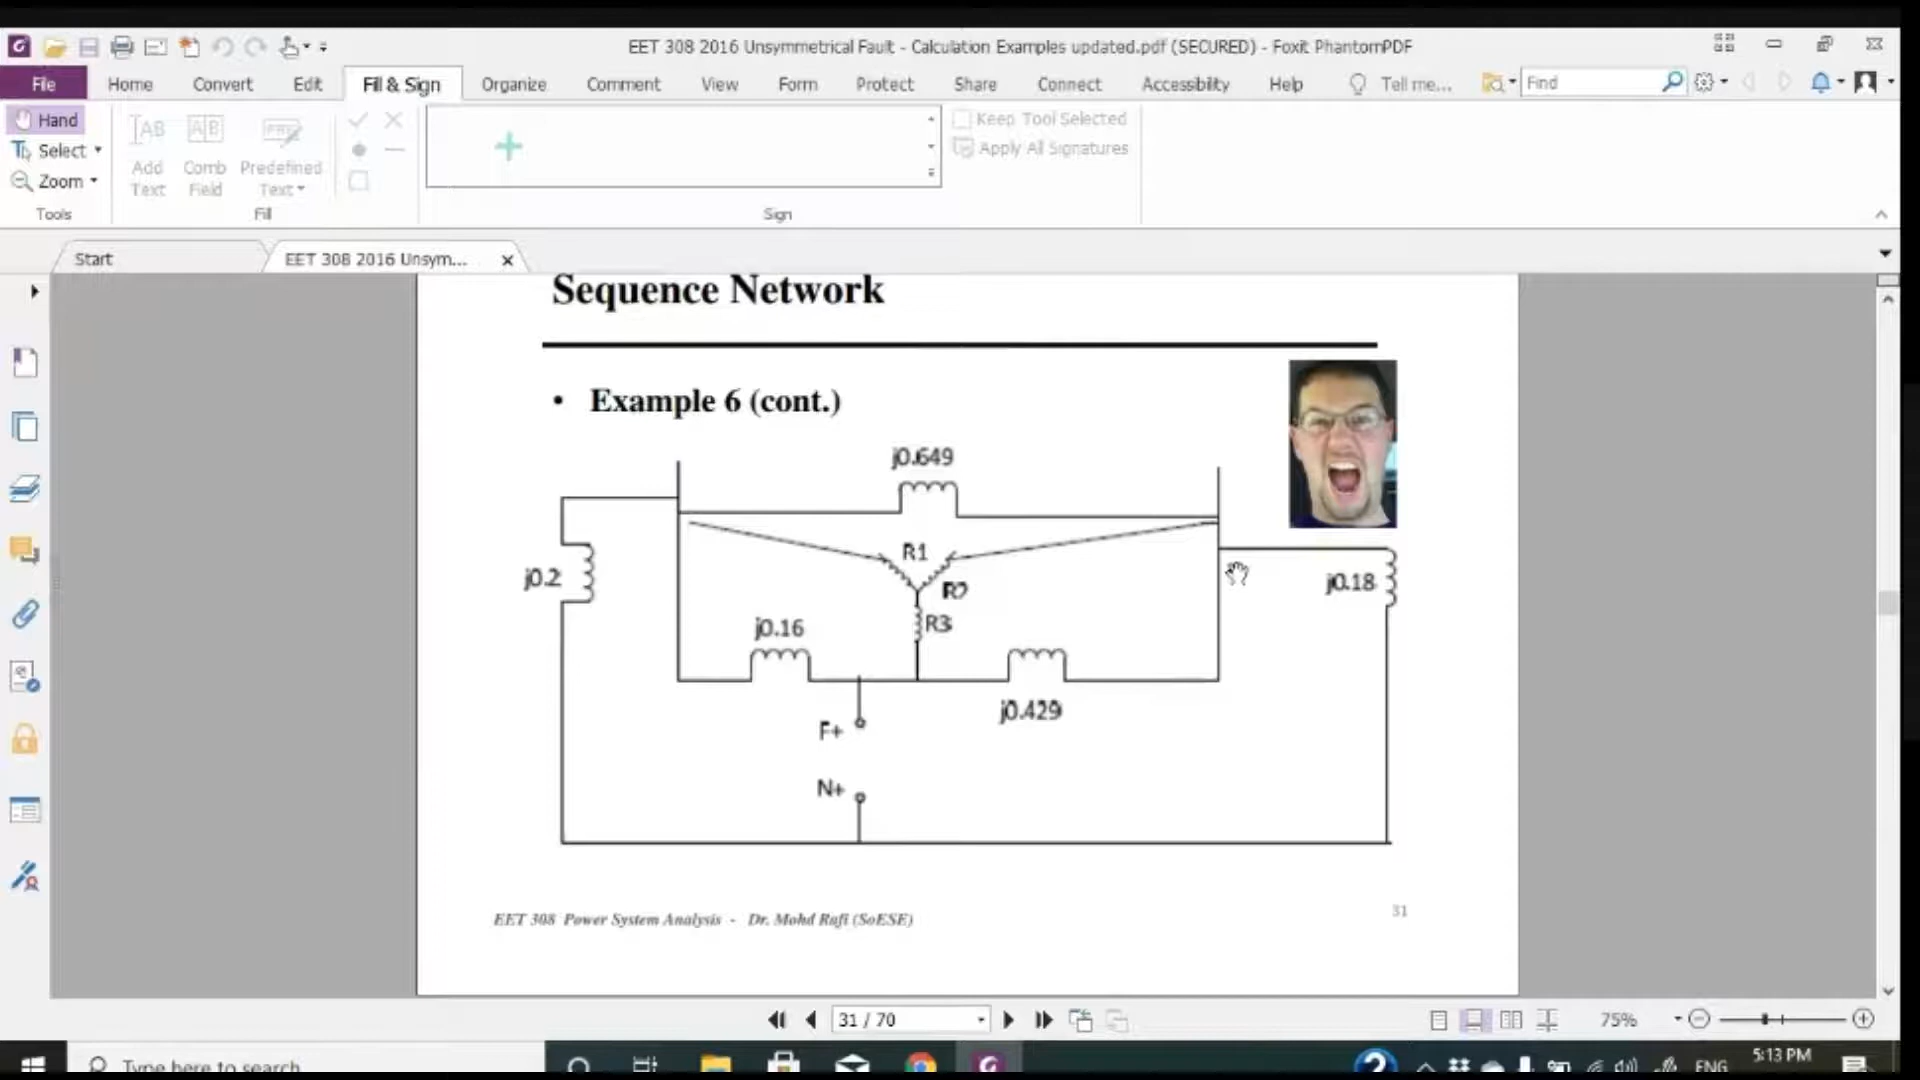 EET 308 2016 Unsymmetrical Fault - Calculation Examples updated.pdf (SECURED) - Foxit PhantomPDF
File Home Convert Edit Fill & Sign Organize Comment View Form Protect Share Connect Accessibility Help Tell me... Find
Hand
Select
Zoom
Tools
Add Text
Comb Field
Predefined Text
Fill
Keep Tool Selected
Apply All Signatures
Sign
Start
EET 308 2016 Unsym...
Sequence Network
• Example 6 (cont.)
j0.649
R1
j0.2
R2
j0.18
j0.16
R3
j0.429
F+
N+
EET 308 Power System Analysis - Dr. Mohd Rafi (SoESE)
31
31 / 70
75%
Type here to search
ENG
5:13 PM